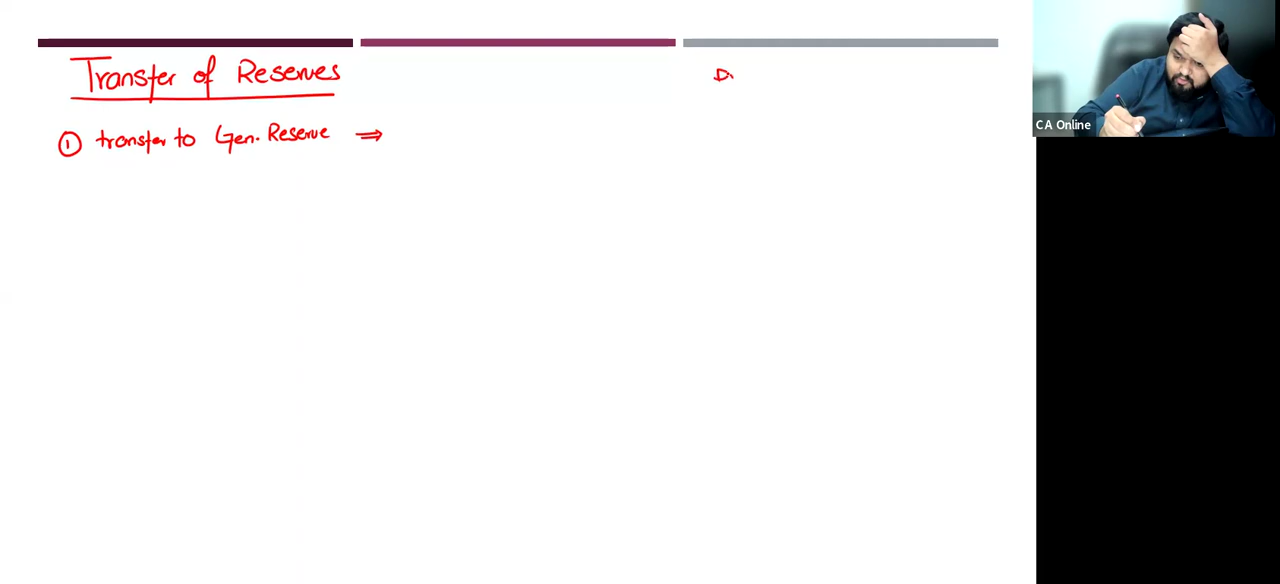 Transfer of Reserves
① transfer to Gen. Reserve ⇒
CA Online